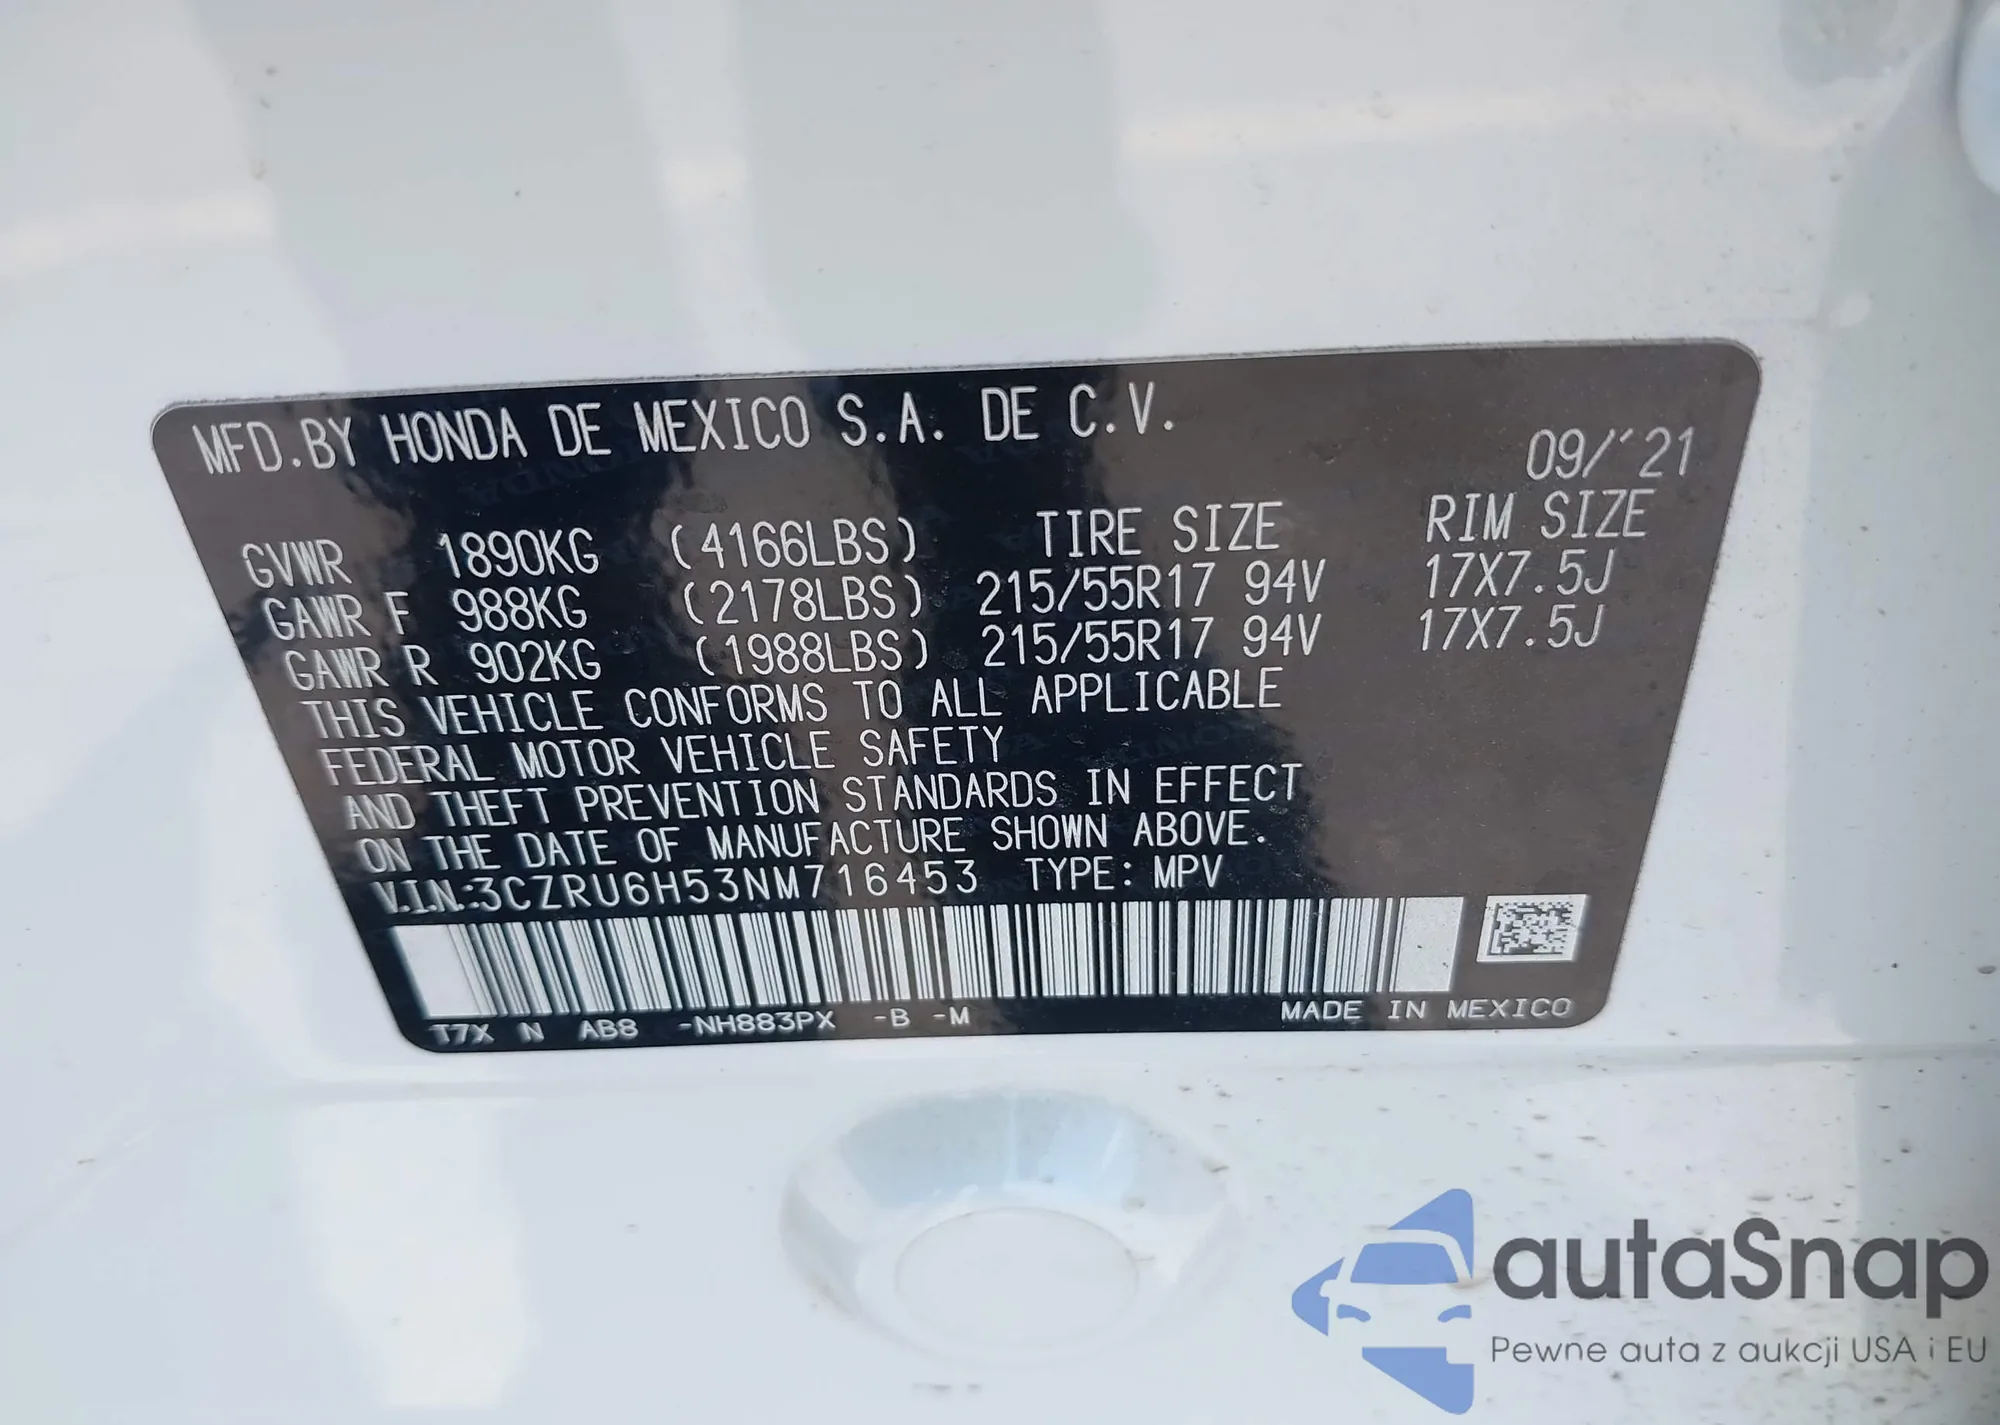 MFD.BY HONDA DE MEXICO S.A. DE C.V.
09/'21
GVWR 1890KG (4166LBS) TIRE SIZE RIM SIZE
GAWR F 988KG (2178LBS) 215/55R17 94V 17X7.5J
GAWR R 902KG (1988LBS) 215/55R17 94V 17X7.5J
THIS VEHICLE CONFORMS TO ALL APPLICABLE
FEDERAL MOTOR VEHICLE SAFETY
AND THEFT PREVENTION STANDARDS IN EFFECT
ON THE DATE OF MANUFACTURE SHOWN ABOVE.
V.I.N.:3CZRU6H53NM716453 TYPE: MPV
T7X N AB8 -NH883PX -B -M MADE IN MEXICO
autaSnap
Pewne auta z aukcji USA i EU